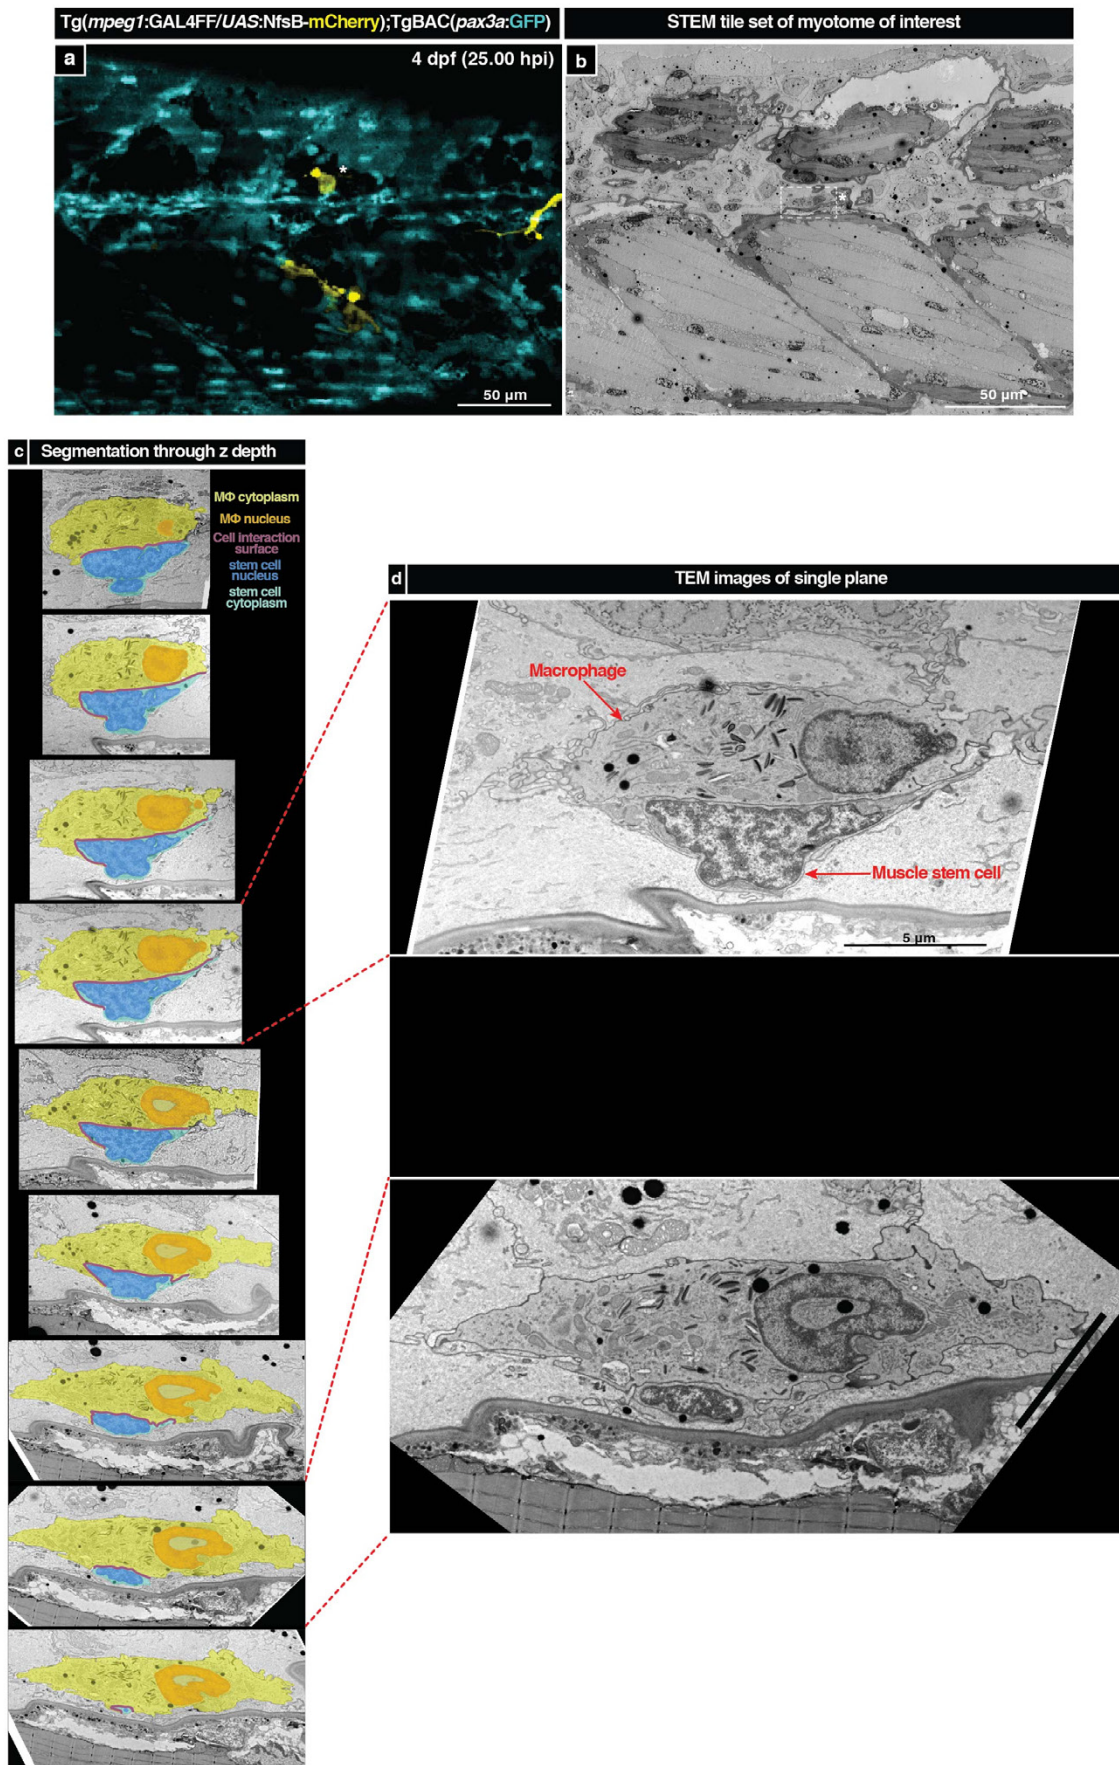 Tg(mpeg1:GAL4FF/UAS:NfsB-mCherry);TgBAC(pax3a:GFP)
STEM tile set of myotome of interest
a
4 dpf (25.00 hpi)
*
50 µm
b
*
50 µm
c
Segmentation through z depth
MΦ cytoplasm
MΦ nucleus
Cell interaction
surface
stem cell
nucleus
stem cell
cytoplasm
d
TEM images of single plane
Macrophage
Muscle stem cell
5 µm